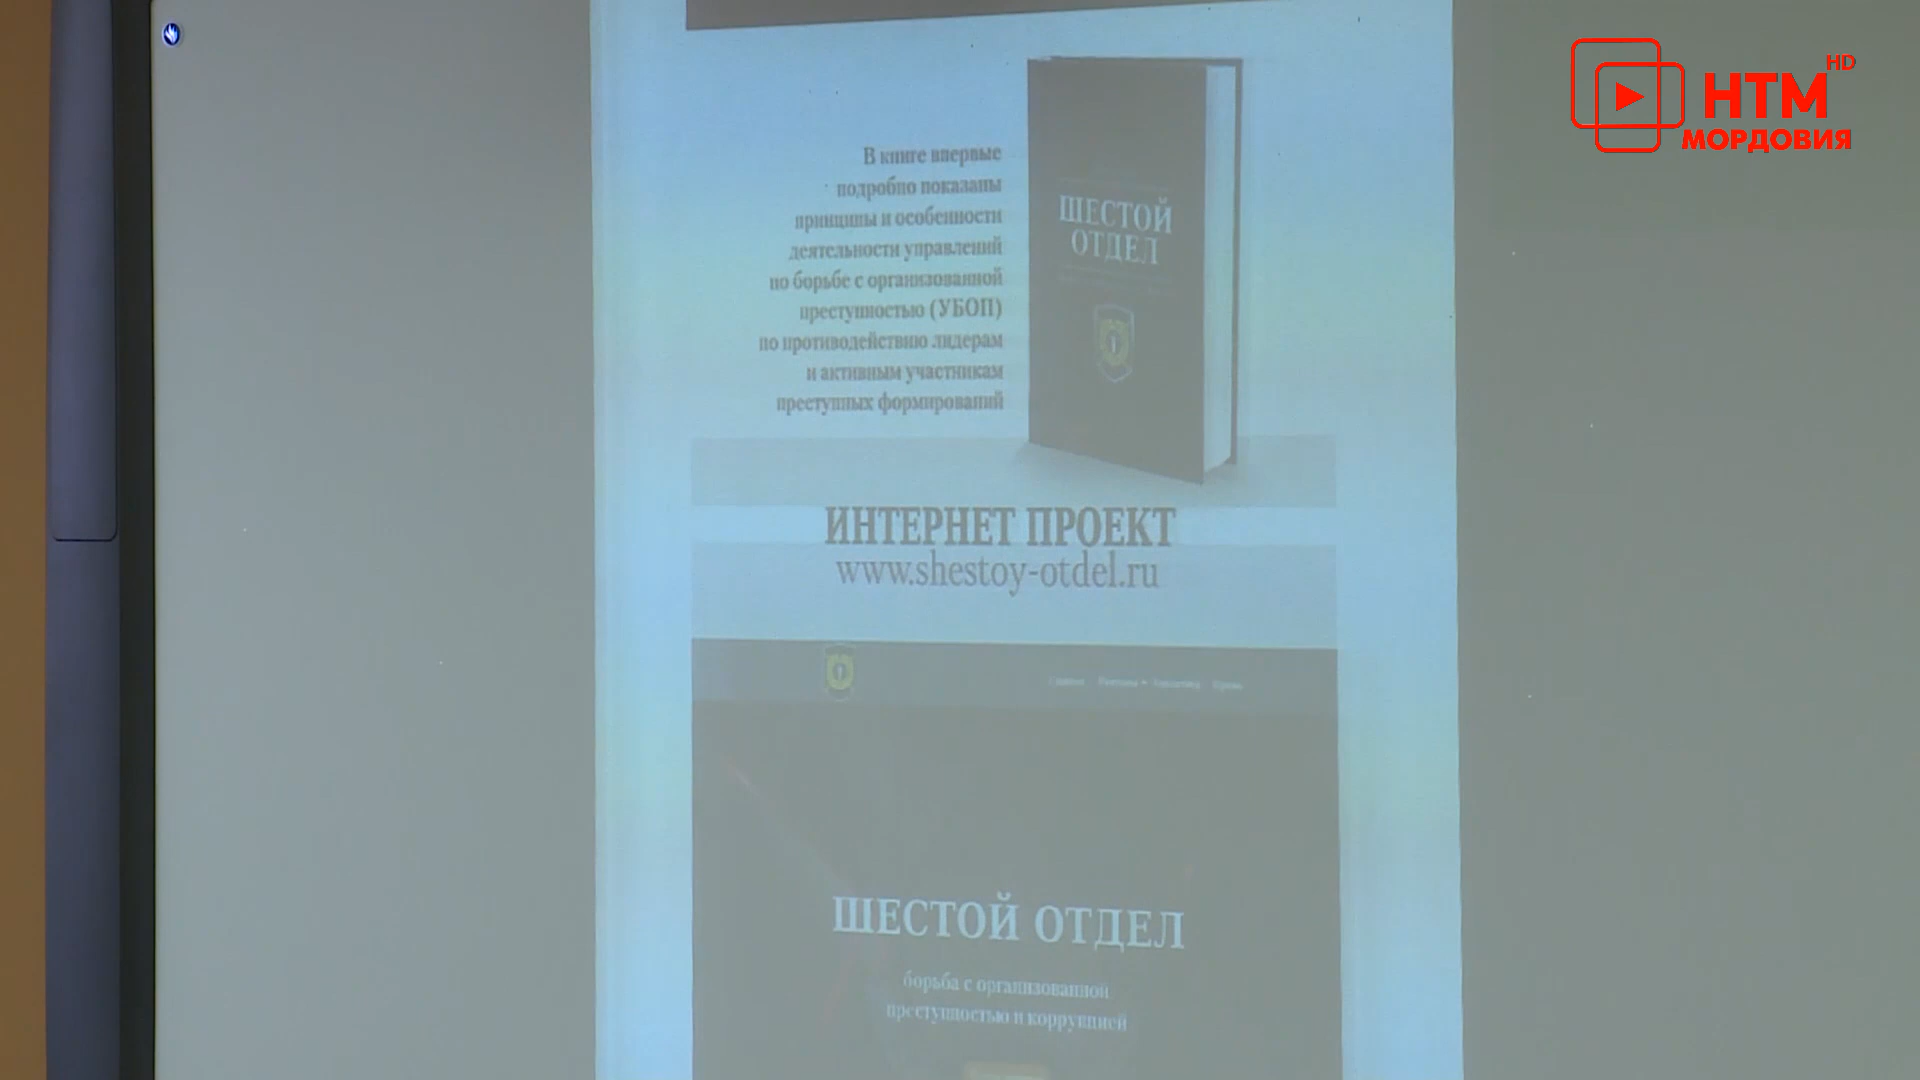 НТМ HD
МОРДОВИЯ
В книге впервые
подробно показаны
принципы и особенности
деятельности управлений
по борьбе с организованной
преступностью (УБОП)
по противодействию лидерам
и активным участникам
преступных формирований
ШЕСТОЙ
ОТДЕЛ
ИНТЕРНЕТ ПРОЕКТ
www.shestoy-otdel.ru
ШЕСТОЙ ОТДЕЛ
борьба с организованной
преступностью и коррупцией